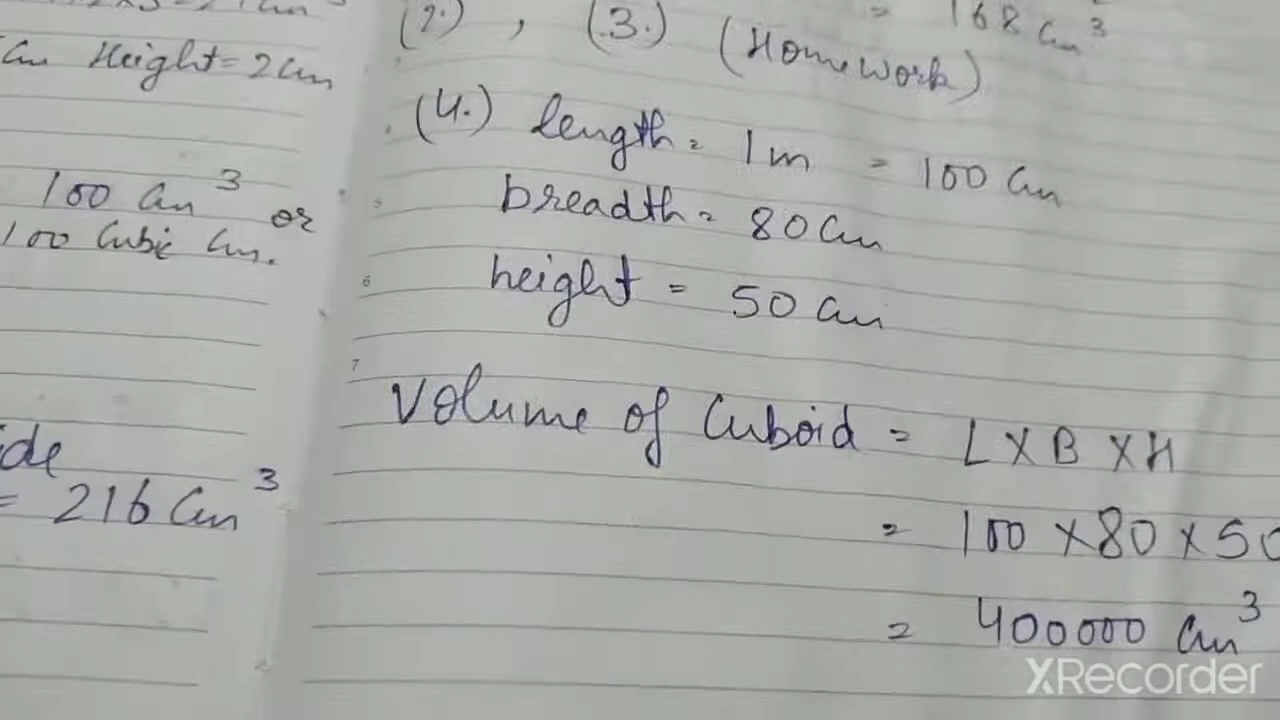 Cm Height = 2 Cm
100 Cm³ or
100 Cubic Cm.
ide
= 216 Cm³
= 168 Cm³
(2.) , (3.) (Homework)
(4.) length = 1m = 100 Cm
breadth = 80 Cm
height = 50 Cm
Volume of Cuboid = L X B X H
= 100 X 80 X 50
= 400000 Cm³
XRecorder